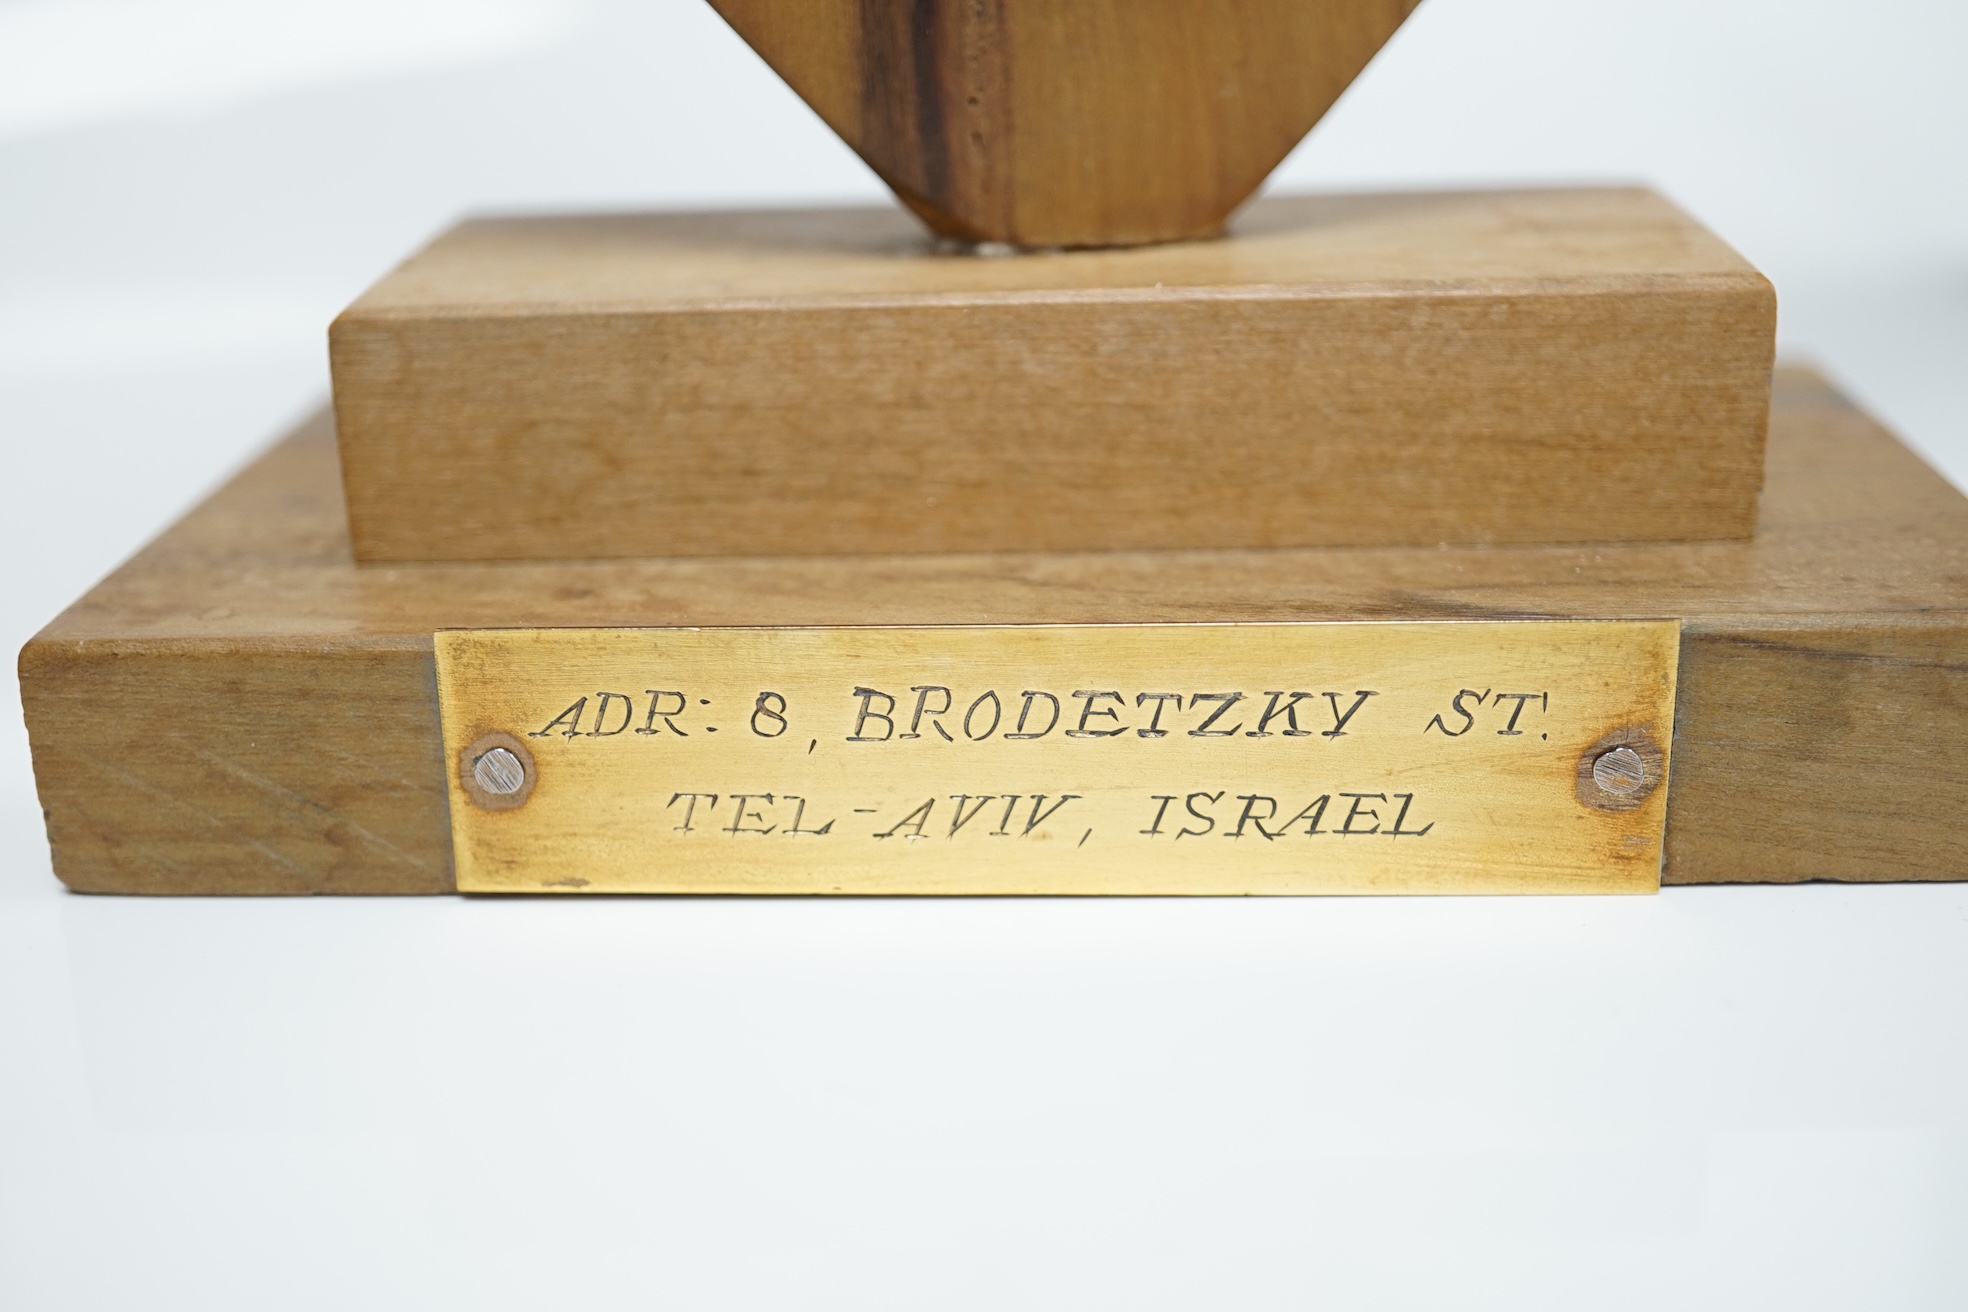 ADR: 8, BRODETZKY ST.
TEL-AVIV, ISRAEL